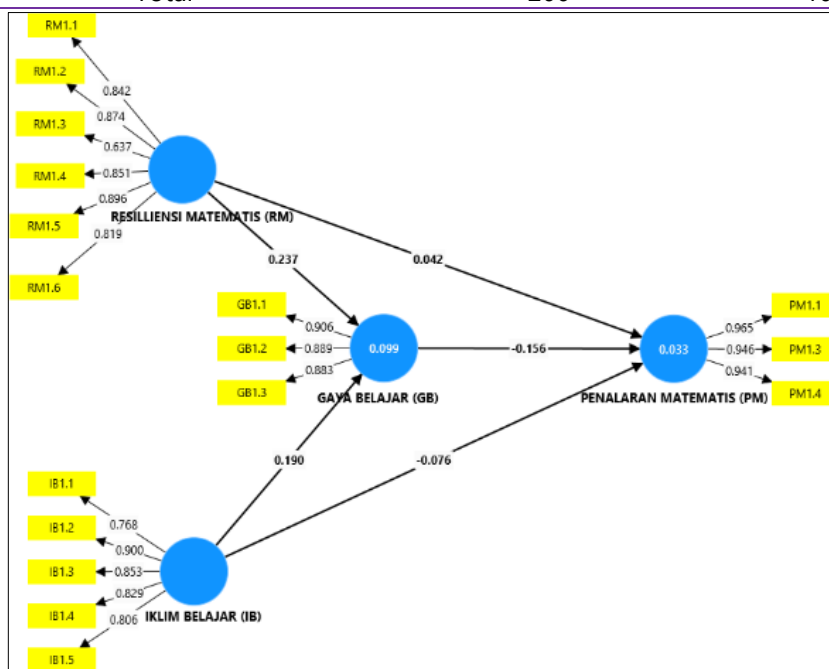 RM1.1
RM1.2
RM1.3
RM1.4
RM1.5
RM1.6
0.842
0.874
0.637
0.851
0.896
0.819
RESILLIENSI MATEMATIS (RM)
0.237
0.042
GB1.1
GB1.2
GB1.3
0.906
0.889
0.883
0.099
GAYA BELAJAR (GB)
-0.156
0.033
PENALARAN MATEMATIS (PM)
0.965
0.946
0.941
PM1.1
PM1.3
PM1.4
0.190
-0.076
IB1.1
IB1.2
IB1.3
IB1.4
IB1.5
0.768
0.900
0.853
0.829
0.806
IKLIM BELAJAR (IB)